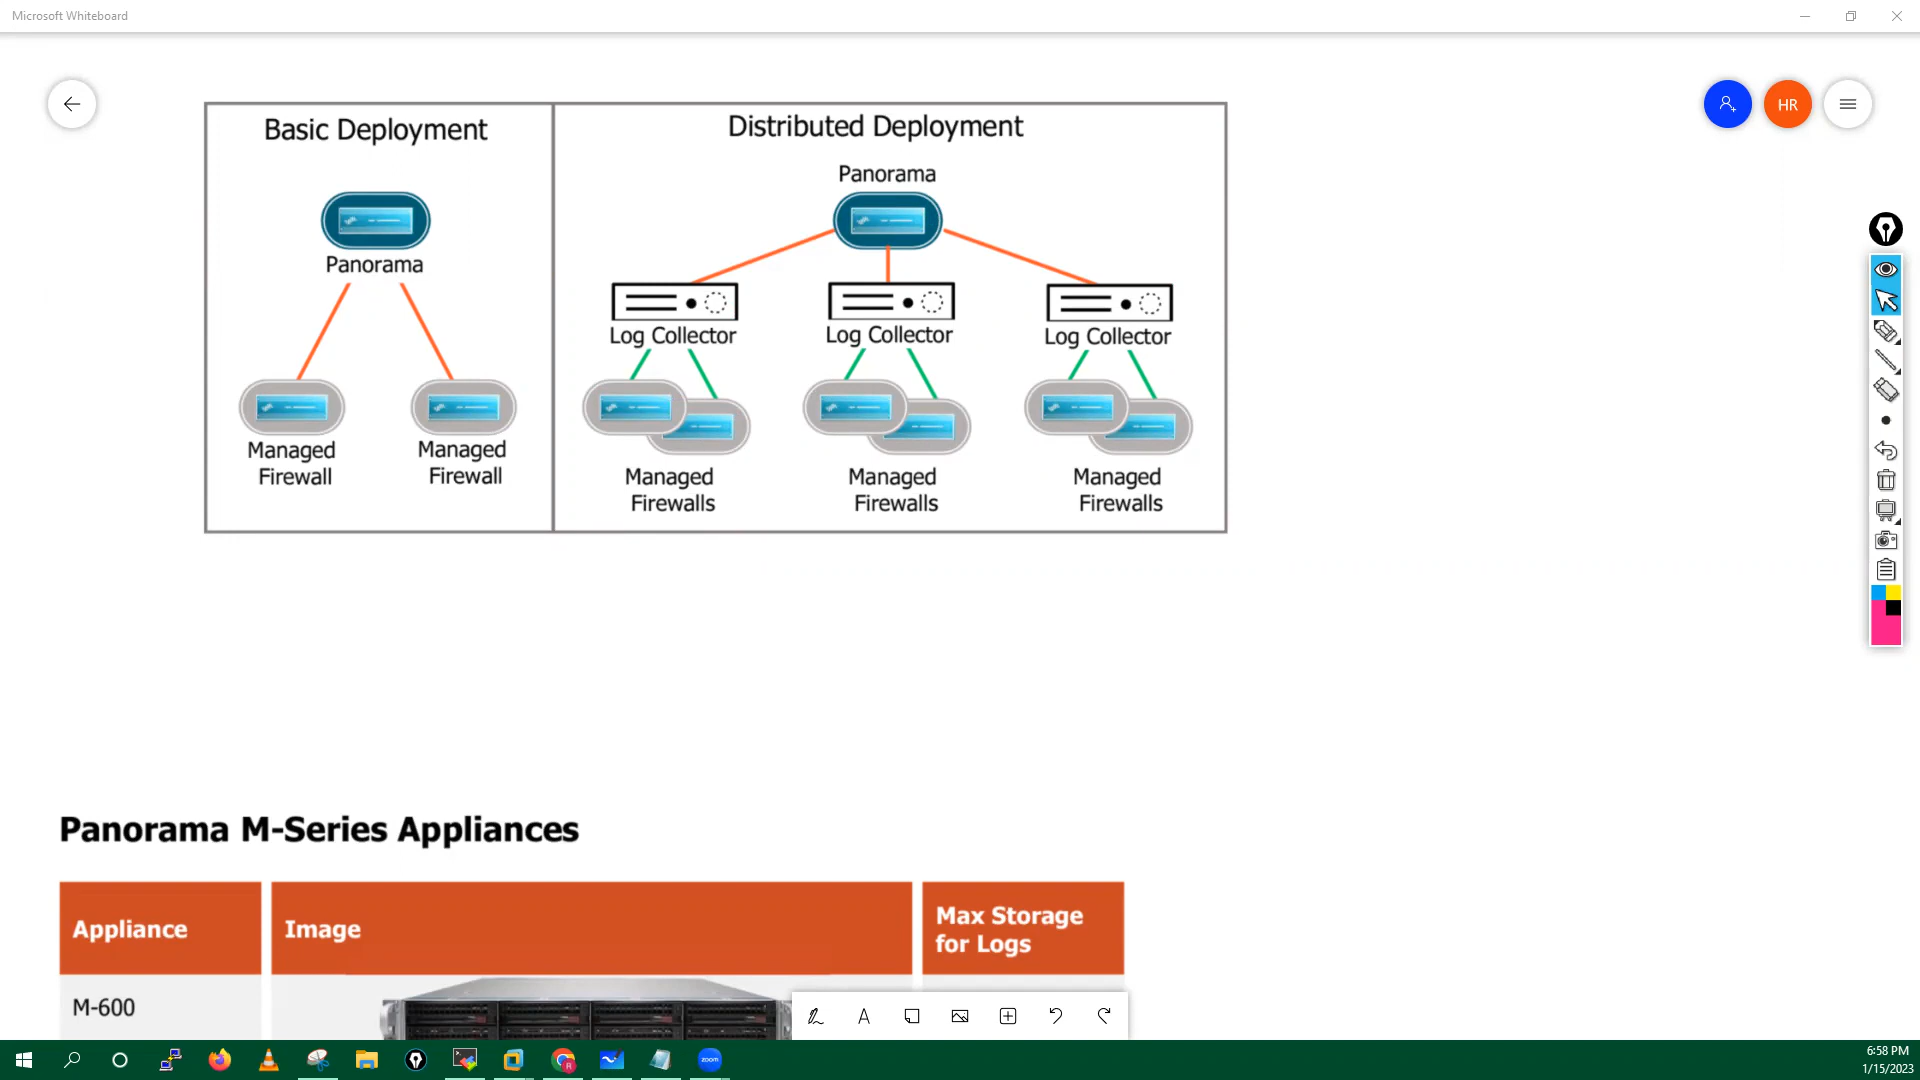 Microsoft Whiteboard
HR
Basic Deployment
Panorama
Managed
Firewall
Managed
Firewall
Distributed Deployment
Panorama
Log Collector
Log Collector
Log Collector
Managed
Firewalls
Managed
Firewalls
Managed
Firewalls
Panorama M-Series Appliances
Appliance
Image
Max Storage
for Logs
M-600
A
R
zoom
6:58 PM
1/15/2023